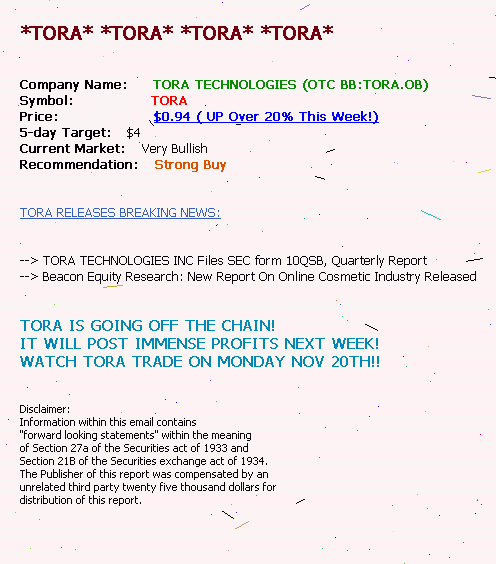 *TORA* *TORA* *TORA* *TORA*
Company Name: TORA TECHNOLOGIES (OTC BB:TORA.OB)
Symbol: TORA
Price: $0.94 ( UP Over 20% This Week!)
5-day Target: $4
Current Market: Very Bullish
Recommendation: Strong Buy
TORA RELEASES BREAKING NEWS:
--> TORA TECHNOLOGIES INC Files SEC form 10QSB, Quarterly Report
--> Beacon Equity Research: New Report On Online Cosmetic Industry Released
TORA IS GOING OFF THE CHAIN!
IT WILL POST IMMENSE PROFITS NEXT WEEK!
WATCH TORA TRADE ON MONDAY NOV 20TH!!
Disclaimer:
Information within this email contains
"forward looking statements" within the meaning
of Section 27a of the Securities act of 1933 and
Section 21B of the Securities exchange act of 1934.
The Publisher of this report was compensated by an
unrelated third party twenty five thousand dollars for
distribution of this report.